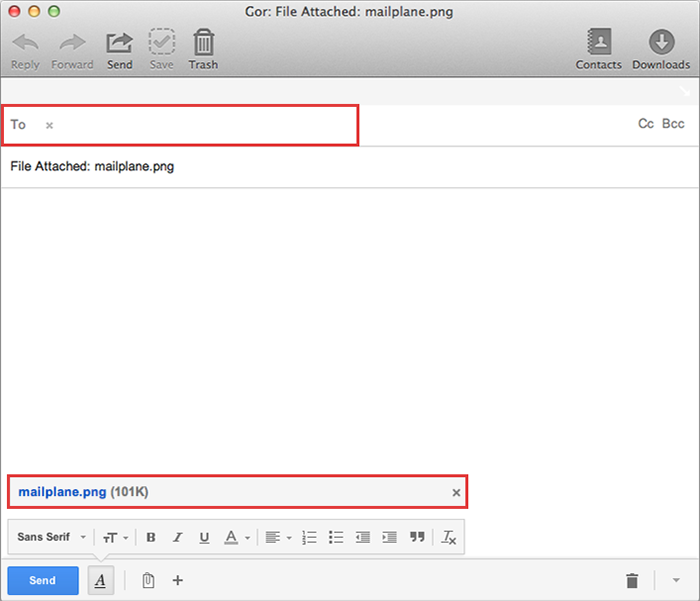 Gor: File Attached: mailplane.png
Reply Forward Send Save Trash Contacts Downloads
To × Cc Bcc
File Attached: mailplane.png
mailplane.png (101K) ×
Sans Serif TT B I U A
Send A +